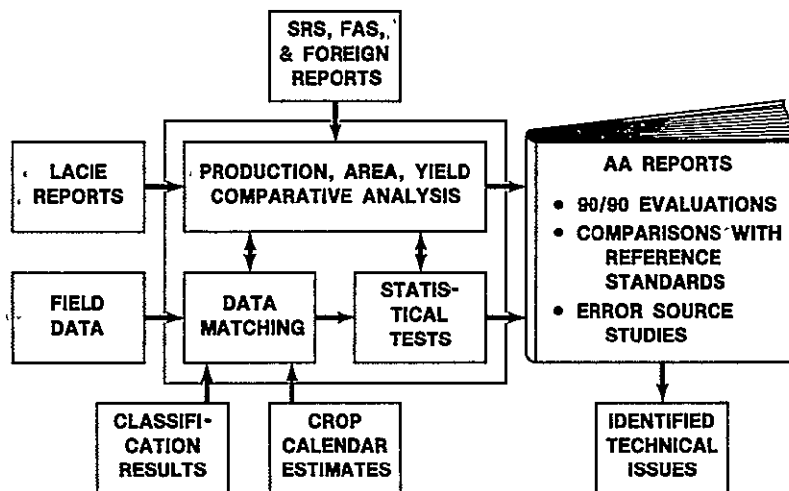 SRS, FAS,
& FOREIGN
REPORTS
LACIE
REPORTS
PRODUCTION, AREA, YIELD
COMPARATIVE ANALYSIS
AA REPORTS
• 90/90 EVALUATIONS
• COMPARISONS WITH
REFERENCE
STANDARDS
• ERROR SOURCE
STUDIES
FIELD
DATA
DATA
MATCHING
STATIS-
TICAL
TESTS
CLASSIFI-
CATION
RESULTS
CROP
CALENDAR
ESTIMATES
IDENTIFIED
TECHNICAL
ISSUES